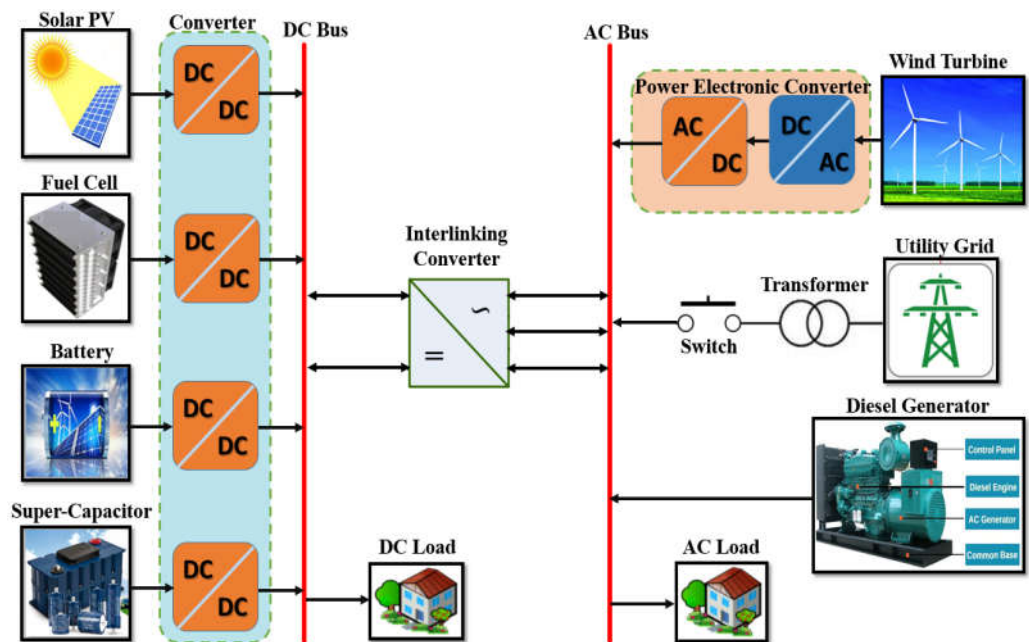 Solar PV
Converter
DC Bus
AC Bus
Wind Turbine
Power Electronic Converter
DC
DC
AC
DC
DC
AC
Fuel Cell
DC
DC
Interlinking
Converter
Utility Grid
Transformer
Switch
Battery
DC
DC
Diesel Generator
Control Panel
Diesel Engine
AC Generator
Common Base
Super-Capacitor
DC
DC
DC Load
AC Load